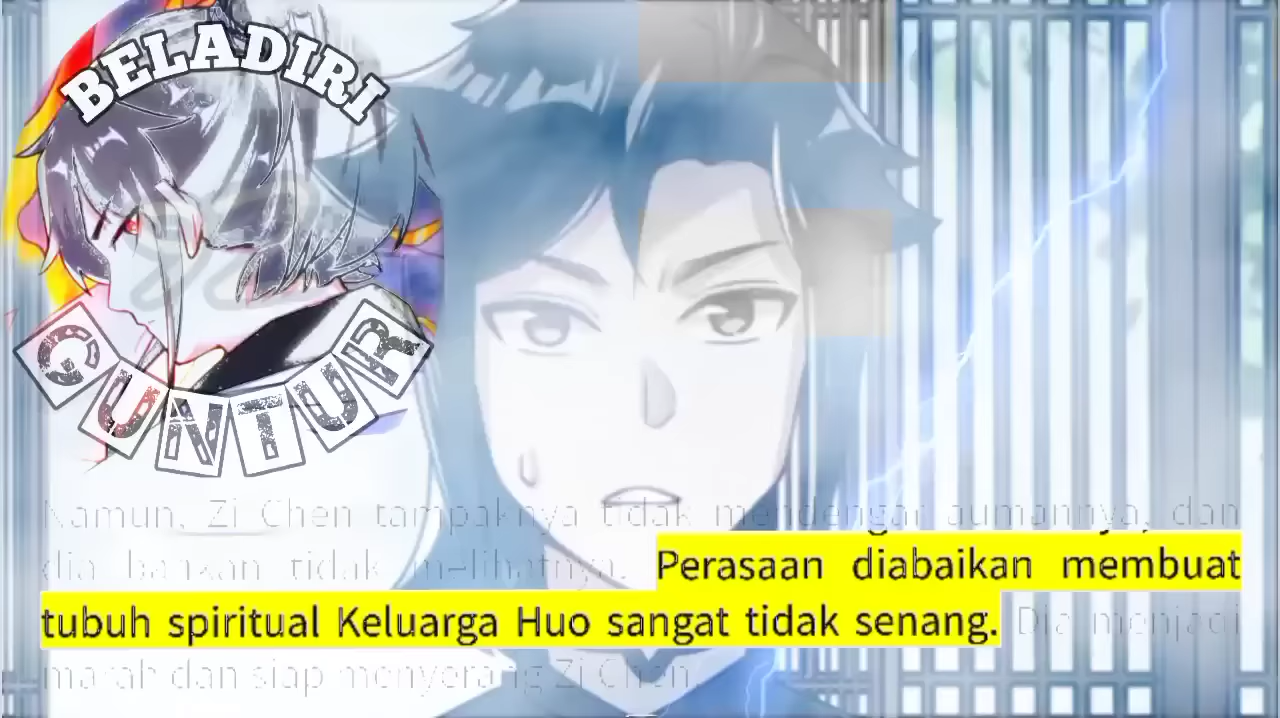 BELADIRI
GUNTUR
Namun, Zi Chen tampaknya tidak mendengar aumannya, dan
dia bahkan tidak melihatnya. Perasaan diabaikan membuat
tubuh spiritual Keluarga Huo sangat tidak senang. Dia menjadi
marah dan siap menyerang Zi Chen.